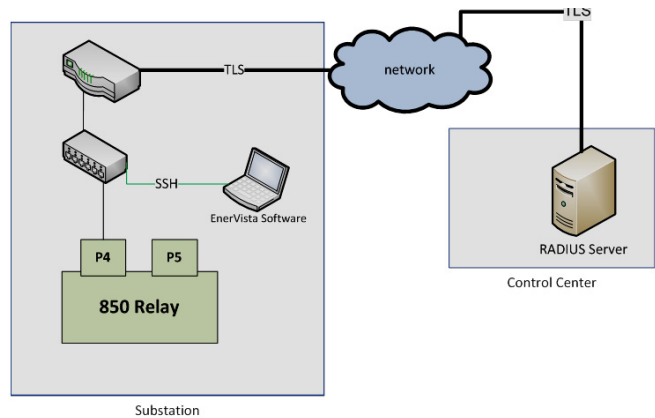 TLS
TLS
network
SSH
EnerVista Software
RADIUS Server
P4
P5
850 Relay
Control Center
Substation